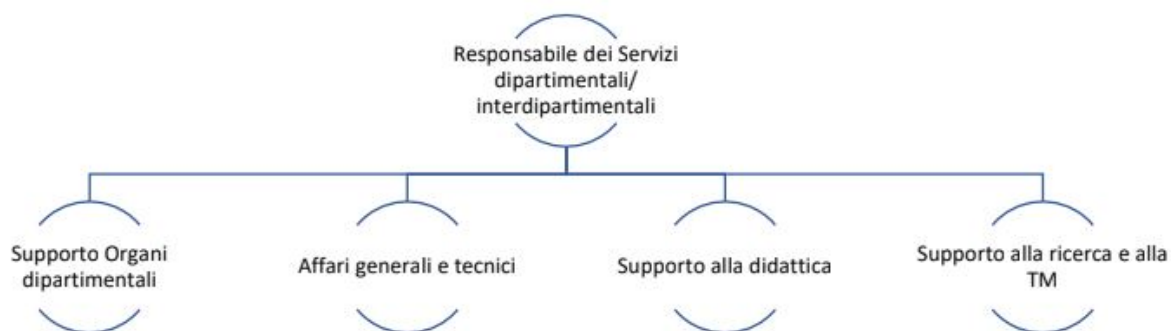 Responsabile dei Servizi
dipartimentali/
interdipartimentali
Supporto Organi
dipartimentali
Affari generali e tecnici
Supporto alla didattica
Supporto alla ricerca e alla
TM